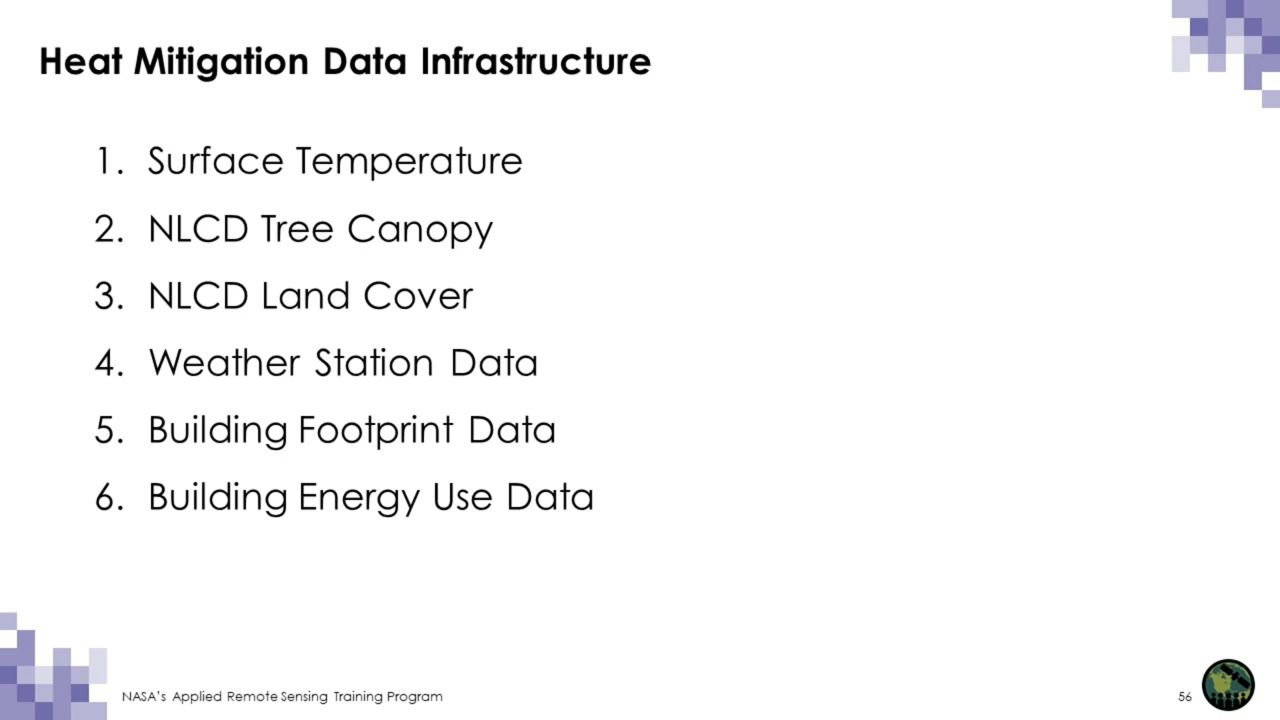 Heat Mitigation Data Infrastructure
1. Surface Temperature
2. NLCD Tree Canopy
3. NLCD Land Cover
4. Weather Station Data
5. Building Footprint Data
6. Building Energy Use Data
NASA's Applied Remote Sensing Training Program
56